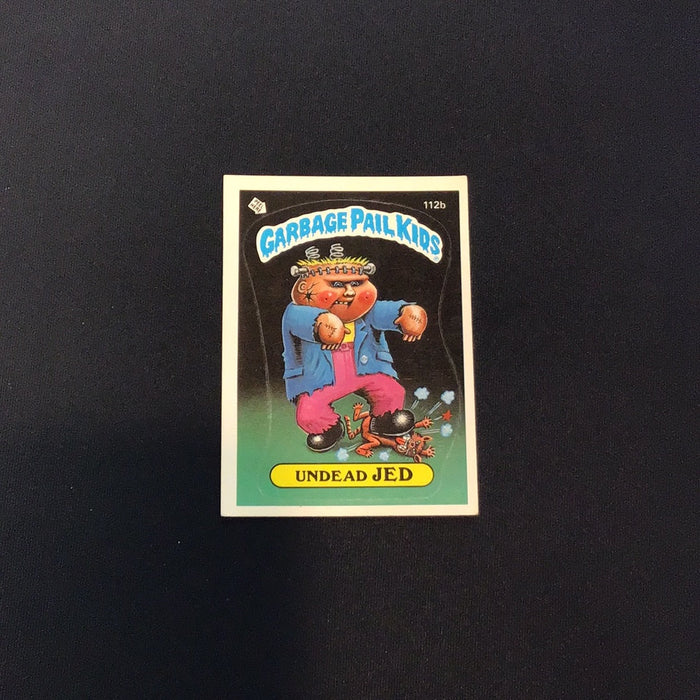 112b
GARBAGE PAIL KIDS
UNDEAD JED